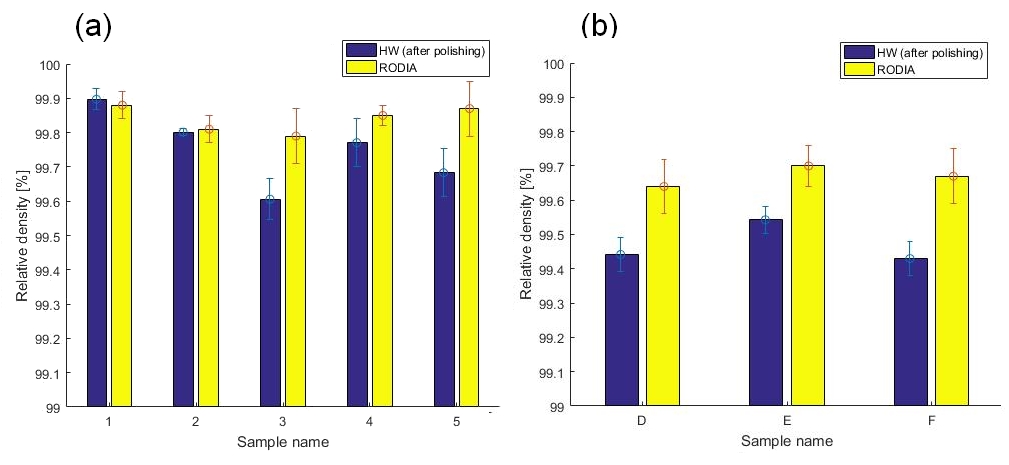 (a)
HW (after polishing)
RODIA
100
99.9
99.8
99.7
99.6
99.5
99.4
99.3
99.2
99.1
99
Relative density [%]
1 2 3 4 5
Sample name
(b)
HW (after polishing)
RODIA
100
99.9
99.8
99.7
99.6
99.5
99.4
99.3
99.2
99.1
99
Relative density [%]
D E F
Sample name